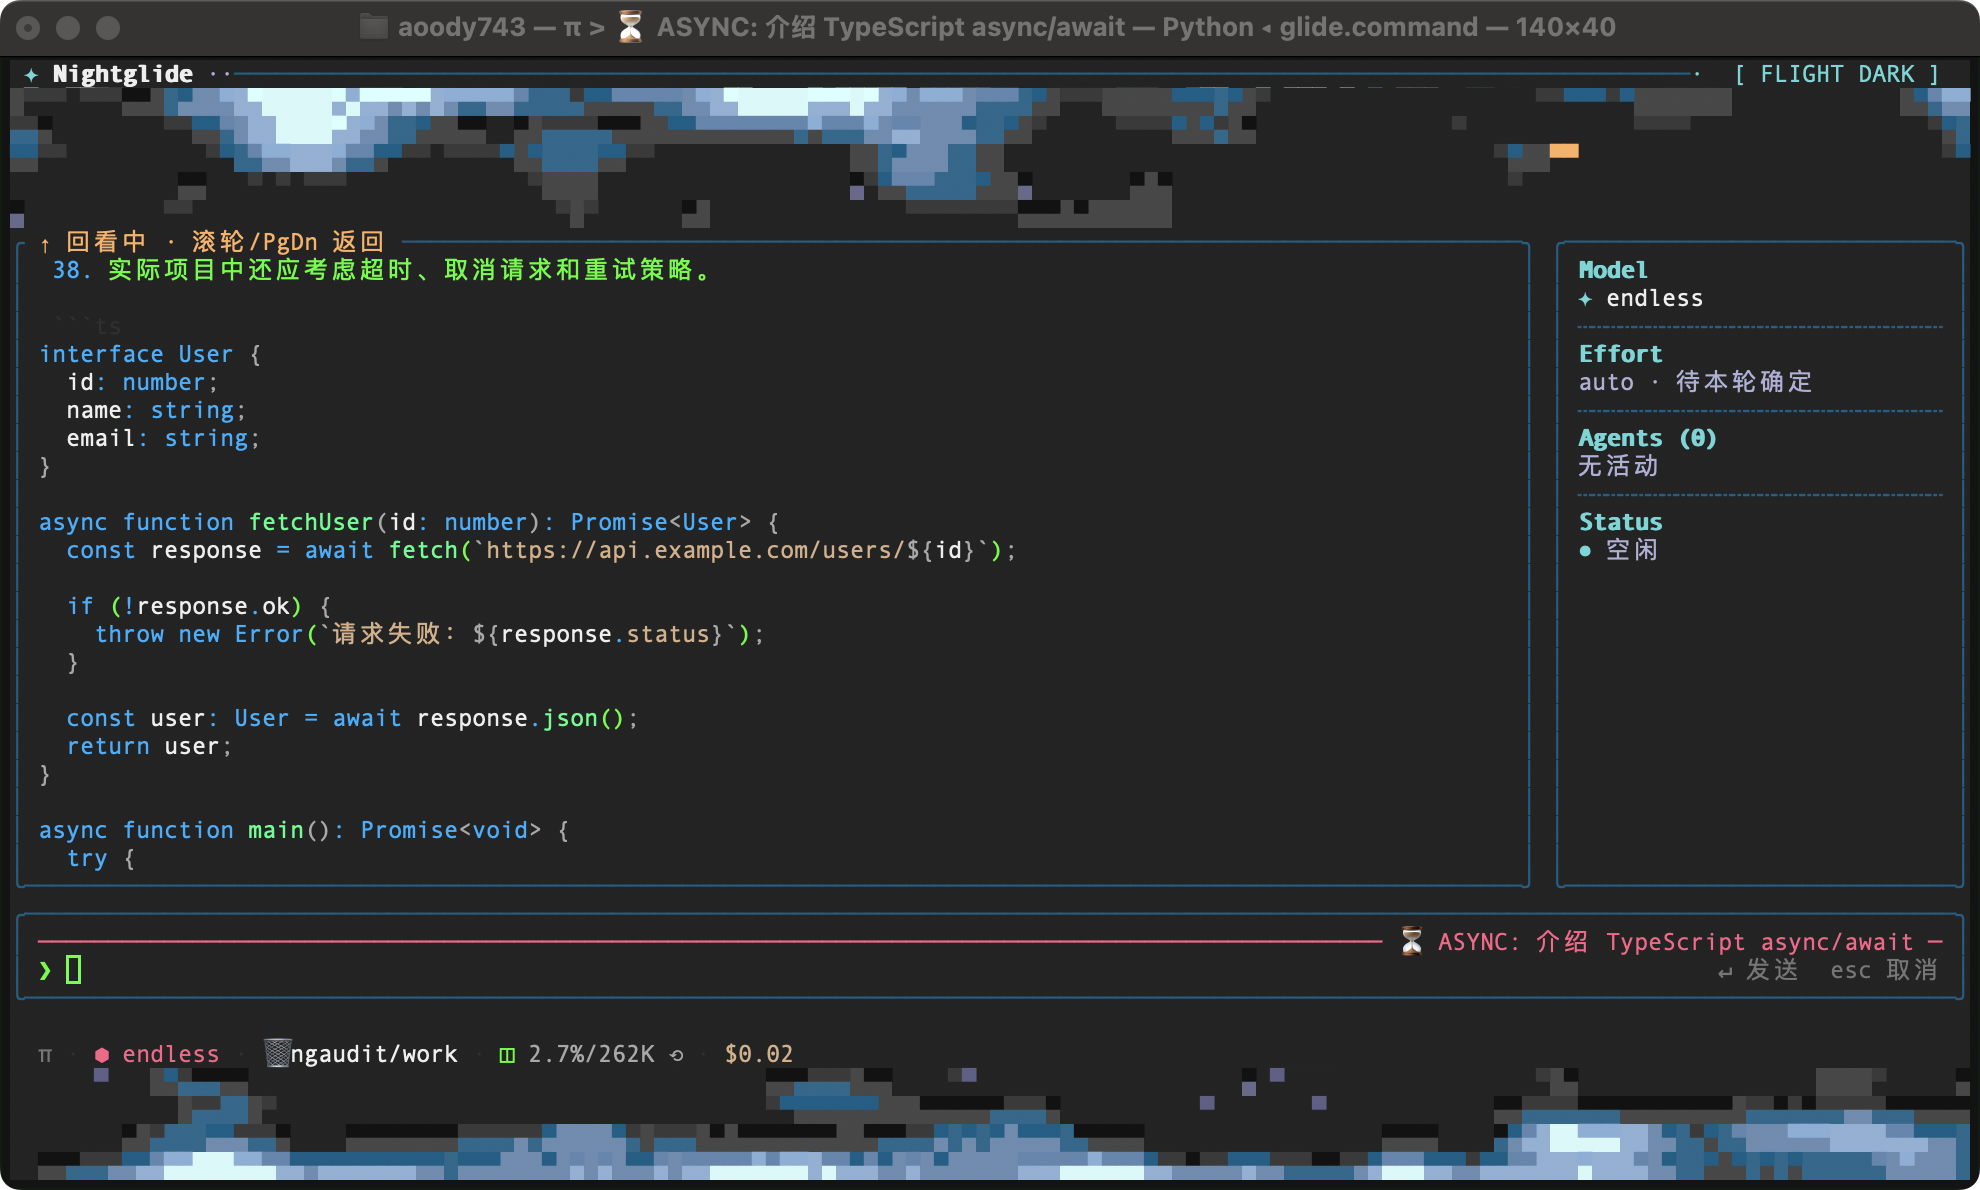 aoody743 — π > ⏳ ASYNC: 介绍 TypeScript async/await — Python ◂ glide.command — 140×40
✦ Nightglide ·· · [ FLIGHT DARK ]
↑ 回看中 · 滚轮/PgDn 返回
38. 实际项目中还应考虑超时、取消请求和重试策略。
```ts
interface User {
  id: number;
  name: string;
  email: string;
}
async function fetchUser(id: number): Promise<User> {
  const response = await fetch(`https://api.example.com/users/${id}`);
  if (!response.ok) {
    throw new Error(`请求失败: ${response.status}`);
  }
  const user: User = await response.json();
  return user;
}
async function main(): Promise<void> {
  try {
Model
✦ endless
Effort
auto · 待本轮确定
Agents (0)
无活动
Status
● 空闲
⏳ ASYNC: 介绍 TypeScript async/await —
❯
↵ 发送 esc 取消
π · ⬢ endless · 🗑ngaudit/work · ◫ 2.7%/262K ⟲ · $0.02